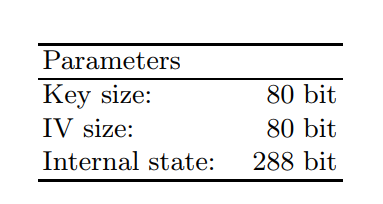 Parameters
Key size: 80 bit
IV size: 80 bit
Internal state: 288 bit